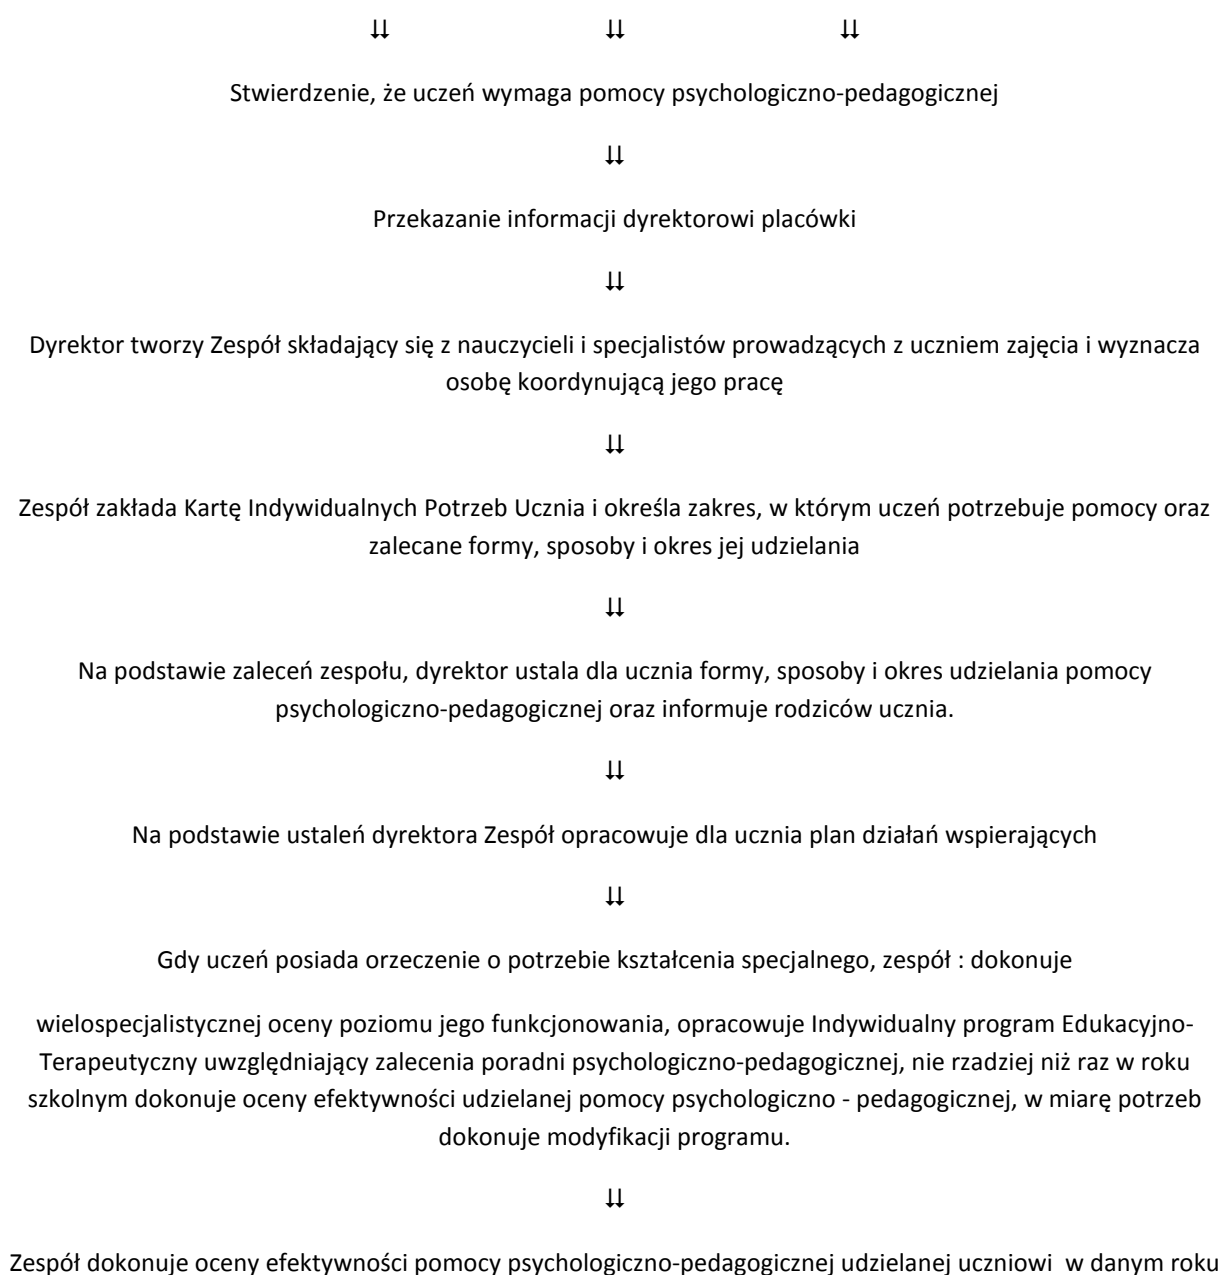 ⇊ ⇊ ⇊
Stwierdzenie, że uczeń wymaga pomocy psychologiczno-pedagogicznej
⇊
Przekazanie informacji dyrektorowi placówki
⇊
Dyrektor tworzy Zespół składający się z nauczycieli i specjalistów prowadzących z uczniem zajęcia i wyznacza
osobę koordynującą jego pracę
⇊
Zespół zakłada Kartę Indywidualnych Potrzeb Ucznia i określa zakres, w którym uczeń potrzebuje pomocy oraz
zalecane formy, sposoby i okres jej udzielania
⇊
Na podstawie zaleceń zespołu, dyrektor ustala dla ucznia formy, sposoby i okres udzielania pomocy
psychologiczno-pedagogicznej oraz informuje rodziców ucznia.
⇊
Na podstawie ustaleń dyrektora Zespół opracowuje dla ucznia plan działań wspierających
⇊
Gdy uczeń posiada orzeczenie o potrzebie kształcenia specjalnego, zespół : dokonuje
wielospecjalistycznej oceny poziomu jego funkcjonowania, opracowuje Indywidualny program Edukacyjno-
Terapeutyczny uwzględniający zalecenia poradni psychologiczno-pedagogicznej, nie rzadziej niż raz w roku
szkolnym dokonuje oceny efektywności udzielanej pomocy psychologiczno - pedagogicznej, w miarę potrzeb
dokonuje modyfikacji programu.
⇊
Zespół dokonuje oceny efektywności pomocy psychologiczno-pedagogicznej udzielanej uczniowi w danym roku